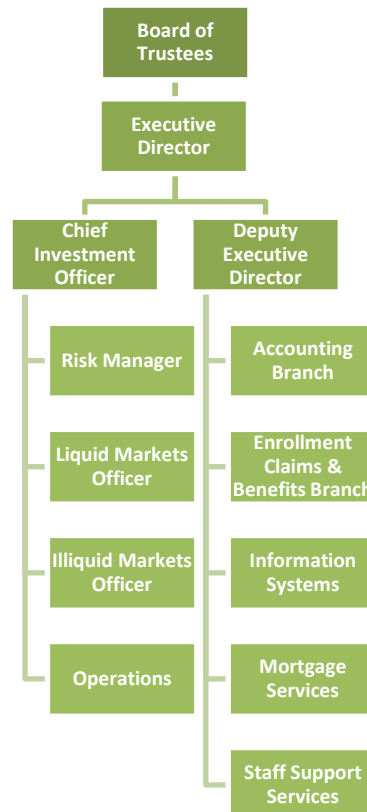 Board of
Trustees
Executive
Director
Chief
Investment
Officer
Deputy
Executive
Director
Risk Manager
Liquid Markets
Officer
Illiquid Markets
Officer
Operations
Accounting
Branch
Enrollment
Claims &
Benefits Branch
Information
Systems
Mortgage
Services
Staff Support
Services